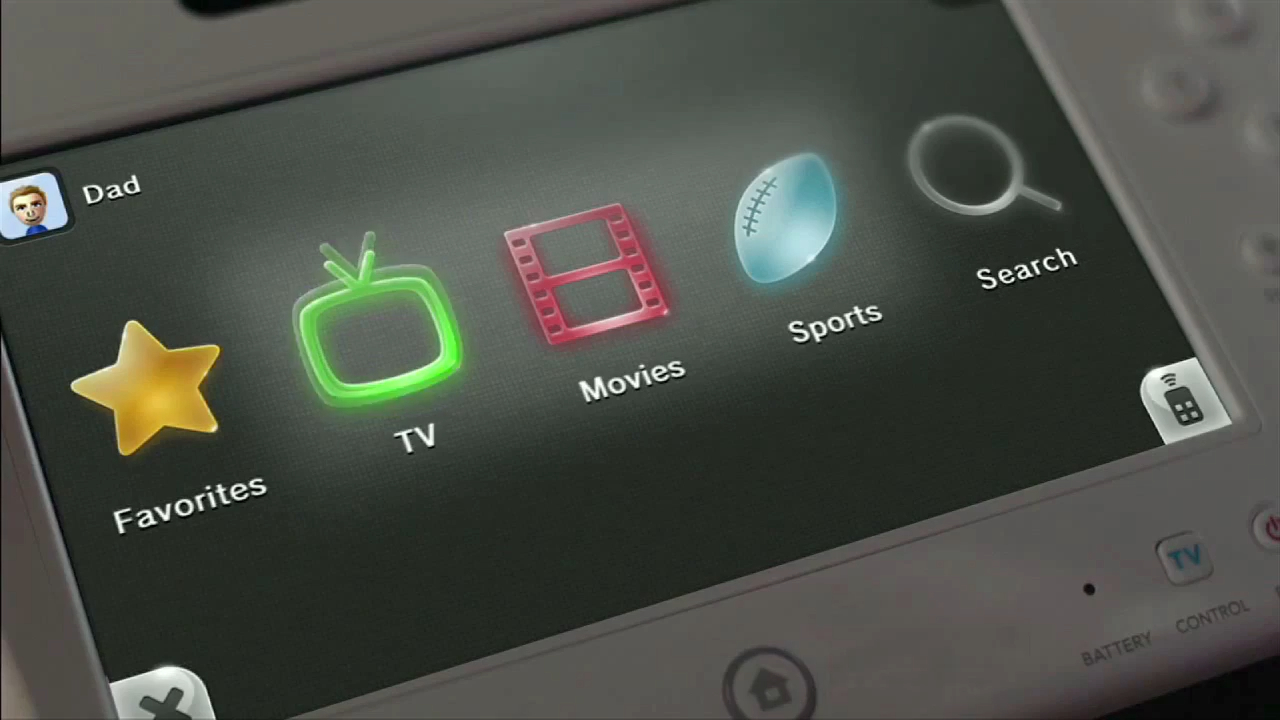 Dad
Favorites
TV
Movies
Sports
Search
TV
BATTERY
CONTROL